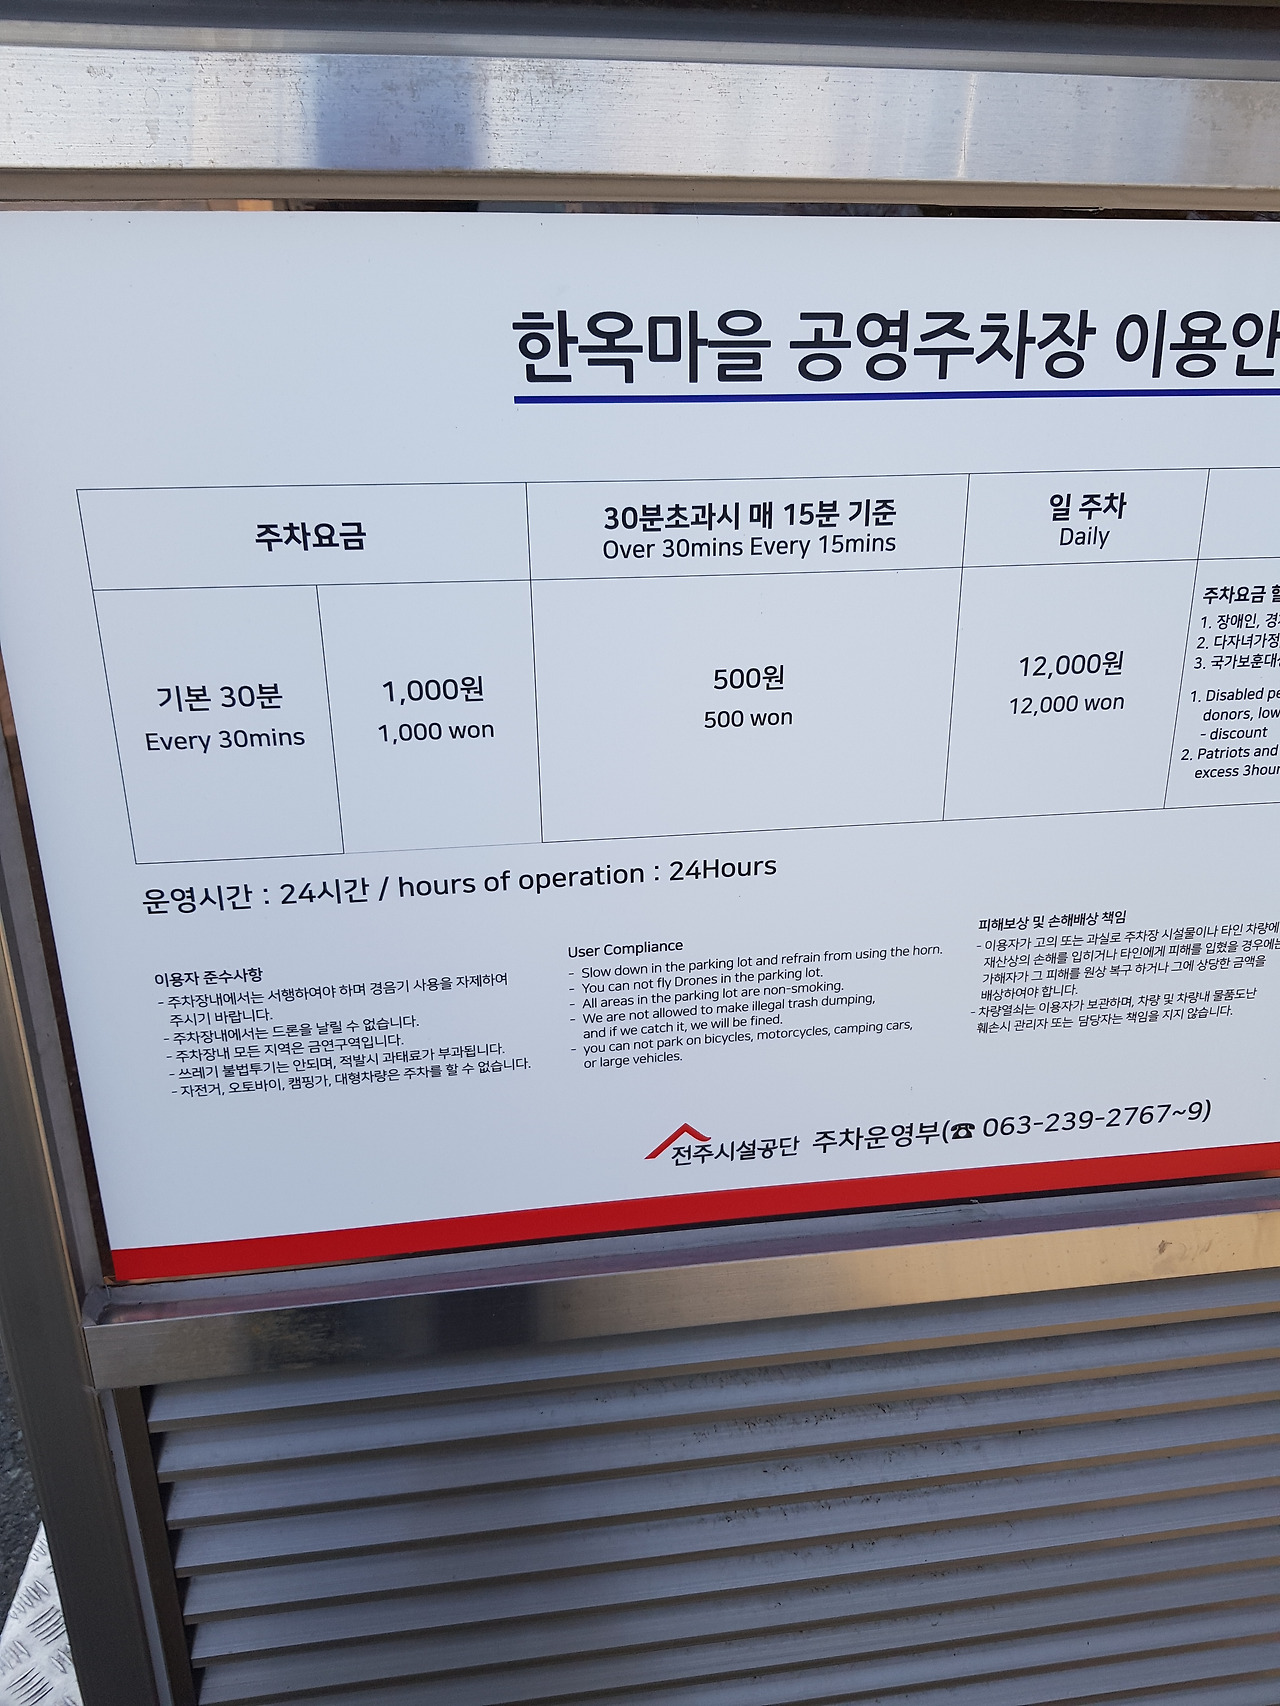 한옥마을 공영주차장 이용안
주차요금
30분초과시 매 15분 기준
Over 30mins Every 15mins
일 주차
Daily
기본 30분
Every 30mins
1,000원
1,000 won
500원
500 won
12,000원
12,000 won
주차요금 할
1. 장애인, 경차
2. 다자녀가정
3. 국가보훈대상
1. Disabled pe
donors, low
- discount
2. Patriots and
excess 3hour
운영시간 : 24시간 / hours of operation : 24Hours
이용자 준수사항
- 주차장내에서는 서행하여야 하며 경음기 사용을 자제하여
주시기 바랍니다.
- 주차장내에서는 드론을 날릴 수 없습니다.
- 주차장내 모든 지역은 금연구역입니다.
- 쓰레기 불법투기는 안되며, 적발시 과태료가 부과됩니다.
- 자전거, 오토바이, 캠핑가, 대형차량은 주차를 할 수 없습니다.
User Compliance
- Slow down in the parking lot and refrain from using the horn.
- You can not fly Drones in the parking lot.
- All areas in the parking lot are non-smoking.
- We are not allowed to make illegal trash dumping,
and if we catch it, we will be fined.
- you can not park on bicycles, motorcycles, camping cars,
or large vehicles.
피해보상 및 손해배상 책임
- 이용자가 고의 또는 과실로 주차장 시설물이나 타인 차량에
재산상의 손해를 입히거나 타인에게 피해를 입혔을 경우에는
가해자가 그 피해를 원상 복구 하거나 그에 상당한 금액을
배상하여야 합니다.
- 차량열쇠는 이용자가 보관하며, 차량 및 차량내 물품도난
훼손시 관리자 또는 담당자는 책임을 지지 않습니다.
전주시설공단 주차운영부(☎ 063-239-2767~9)